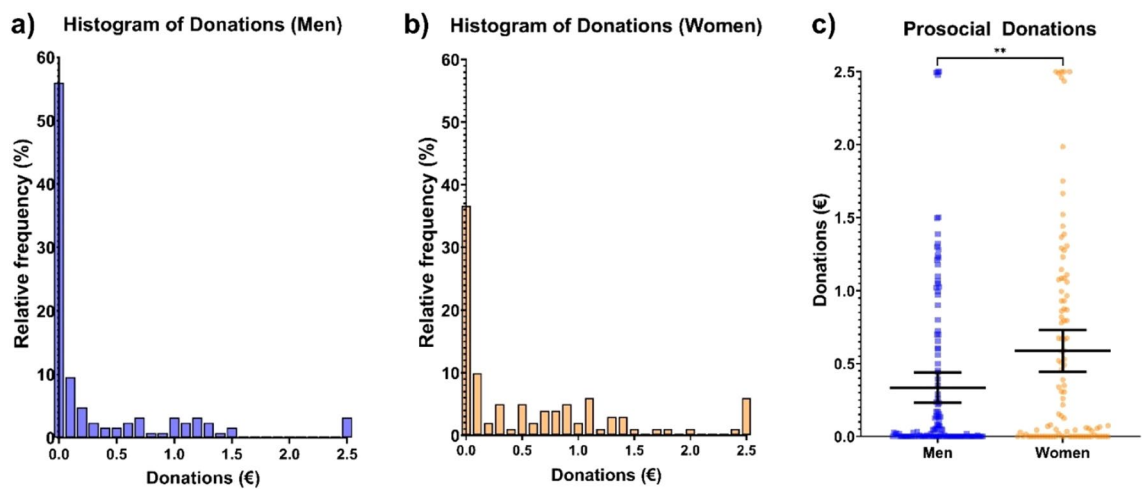 a) Histogram of Donations (Men)
Relative frequency (%)
60
50
40
30
20
10
0
0.0 0.5 1.0 1.5 2.0 2.5
Donations (€)
b) Histogram of Donations (Women)
Relative frequency (%)
60
50
40
30
20
10
0
0.0 0.5 1.0 1.5 2.0 2.5
Donations (€)
c) Prosocial Donations
**
Donations (€)
2.5
2.0
1.5
1.0
0.5
0.0
Men Women